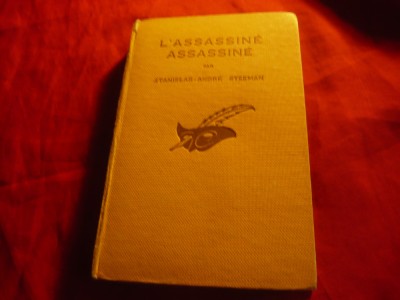 L'ASSASSINÉ
ASSASSINÉ
PAR
STANISLAS-ANDRÉ STEEMAN